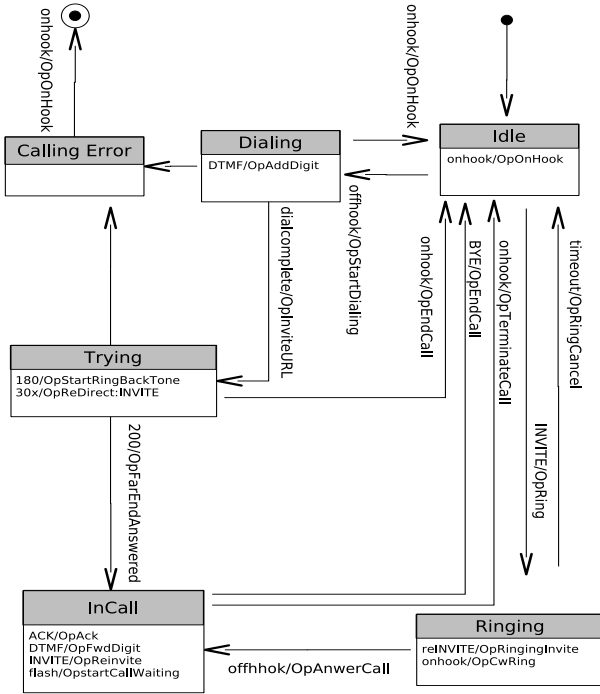 onhook/OpOnHook
onhook/OpOnHook
Calling Error
Dialing
DTMF/OpAddDigit
Idle
onhook/OpOnHook
dialcomplete/OpInviteURL
offhook/OpStartDialing
onhook/OpEndCall
BYE/OpEndCall
onhook/OpTerminateCall
timeout/OpRingCancel
INVITE/OpRing
Trying
180/OpStartRingBackTone
30x/OpReDirect:INVITE
200/OpFarEndAnswered
InCall
ACK/OpAck
DTMF/OpFwdDigit
INVITE/OpReinvite
flash/OpstartCallWaiting
offhhok/OpAnwerCall
Ringing
reINVITE/OpRingingInvite
onhook/OpCwRing